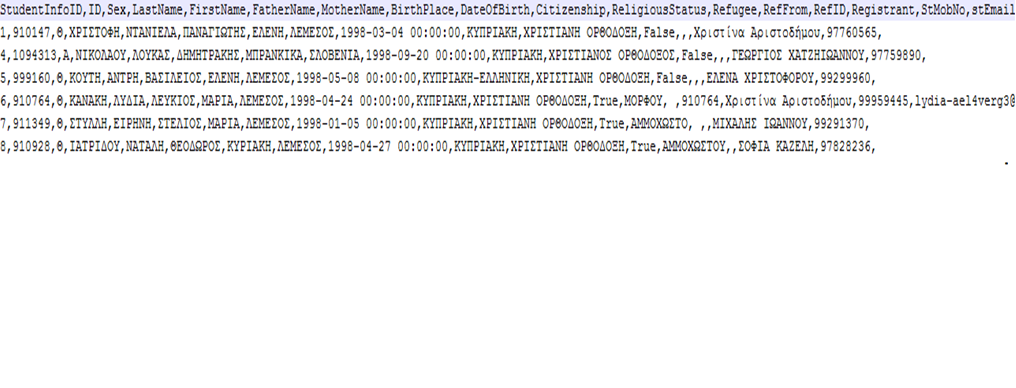 StudentInfoID,ID,Sex,LastName,FirstName,FatherName,MotherName,BirthPlace,DateOfBirth,Citizenship,ReligiousStatus,Refugee,RefFrom,RefID,Registrant,StMobNo,stEmail
1,910147,Θ,ΧΡΙΣΤΟΦΗ,ΝΤΑΝΙΕΛΑ,ΠΑΝΑΓΙΩΤΗΣ,ΕΛΕΝΗ,ΛΕΜΕΣΟΣ,1998-03-04 00:00:00,ΚΥΠΡΙΑΚΗ,ΧΡΙΣΤΙΑΝΗ ΟΡΘΟΔΟΞΗ,False,,,Χριστίνα Αριστοδήμου,97760565,
4,1094313,Α,ΝΙΚΟΛΑΟΥ,ΛΟΥΚΑΣ,ΔΗΜΗΤΡΑΚΗΣ,ΜΠΡΑΝΚΙΚΑ,ΣΛΟΒΕΝΙΑ,1998-09-20 00:00:00,ΚΥΠΡΙΑΚΗ,ΧΡΙΣΤΙΑΝΟΣ ΟΡΘΟΔΟΞΟΣ,False,,,ΓΕΩΡΓΙΟΣ ΧΑΤΖΗΙΩΑΝΝΟΥ,97759890,
5,999160,Θ,ΚΟΥΤΗ,ΑΝΤΡΗ,ΒΑΣΙΛΕΙΟΣ,ΕΛΕΝΗ,ΛΕΜΕΣΟΣ,1998-05-08 00:00:00,ΚΥΠΡΙΑΚΗ-ΕΛΛΗΝΙΚΗ,ΧΡΙΣΤΙΑΝΗ ΟΡΘΟΔΟΞΗ,False,,,ΕΛΕΝΑ ΧΡΙΣΤΟΦΟΡΟΥ,99299960,
6,910764,Θ,ΚΑΝΑΚΗ,ΛΥΔΙΑ,ΛΕΥΚΙΟΣ,ΜΑΡΙΑ,ΛΕΜΕΣΟΣ,1998-04-24 00:00:00,ΚΥΠΡΙΑΚΗ,ΧΡΙΣΤΙΑΝΗ ΟΡΘΟΔΟΞΗ,True,ΜΟΡΦΟΥ, ,910764,Χριστίνα Αριστοδήμου,99959445,lydia-ael4verg3@
7,911349,Θ,ΣΤΥΛΛΗ,ΕΙΡΗΝΗ,ΣΤΕΛΙΟΣ,ΜΑΡΙΑ,ΛΕΜΕΣΟΣ,1998-01-05 00:00:00,ΚΥΠΡΙΑΚΗ,ΧΡΙΣΤΙΑΝΗ ΟΡΘΟΔΟΞΗ,True,ΑΜΜΟΧΩΣΤΟ, ,,ΜΙΧΑΛΗΣ ΙΩΑΝΝΟΥ,99291370,
8,910928,Θ,ΙΑΤΡΙΔΟΥ,ΝΑΤΑΛΗ,ΘΕΟΔΩΡΟΣ,ΚΥΡΙΑΚΗ,ΛΕΜΕΣΟΣ,1998-04-27 00:00:00,ΚΥΠΡΙΑΚΗ,ΧΡΙΣΤΙΑΝΗ ΟΡΘΟΔΟΞΗ,True,ΑΜΜΟΧΩΣΤΟΥ,,ΣΟΦΙΑ ΚΑΖΕΛΗ,97828236,